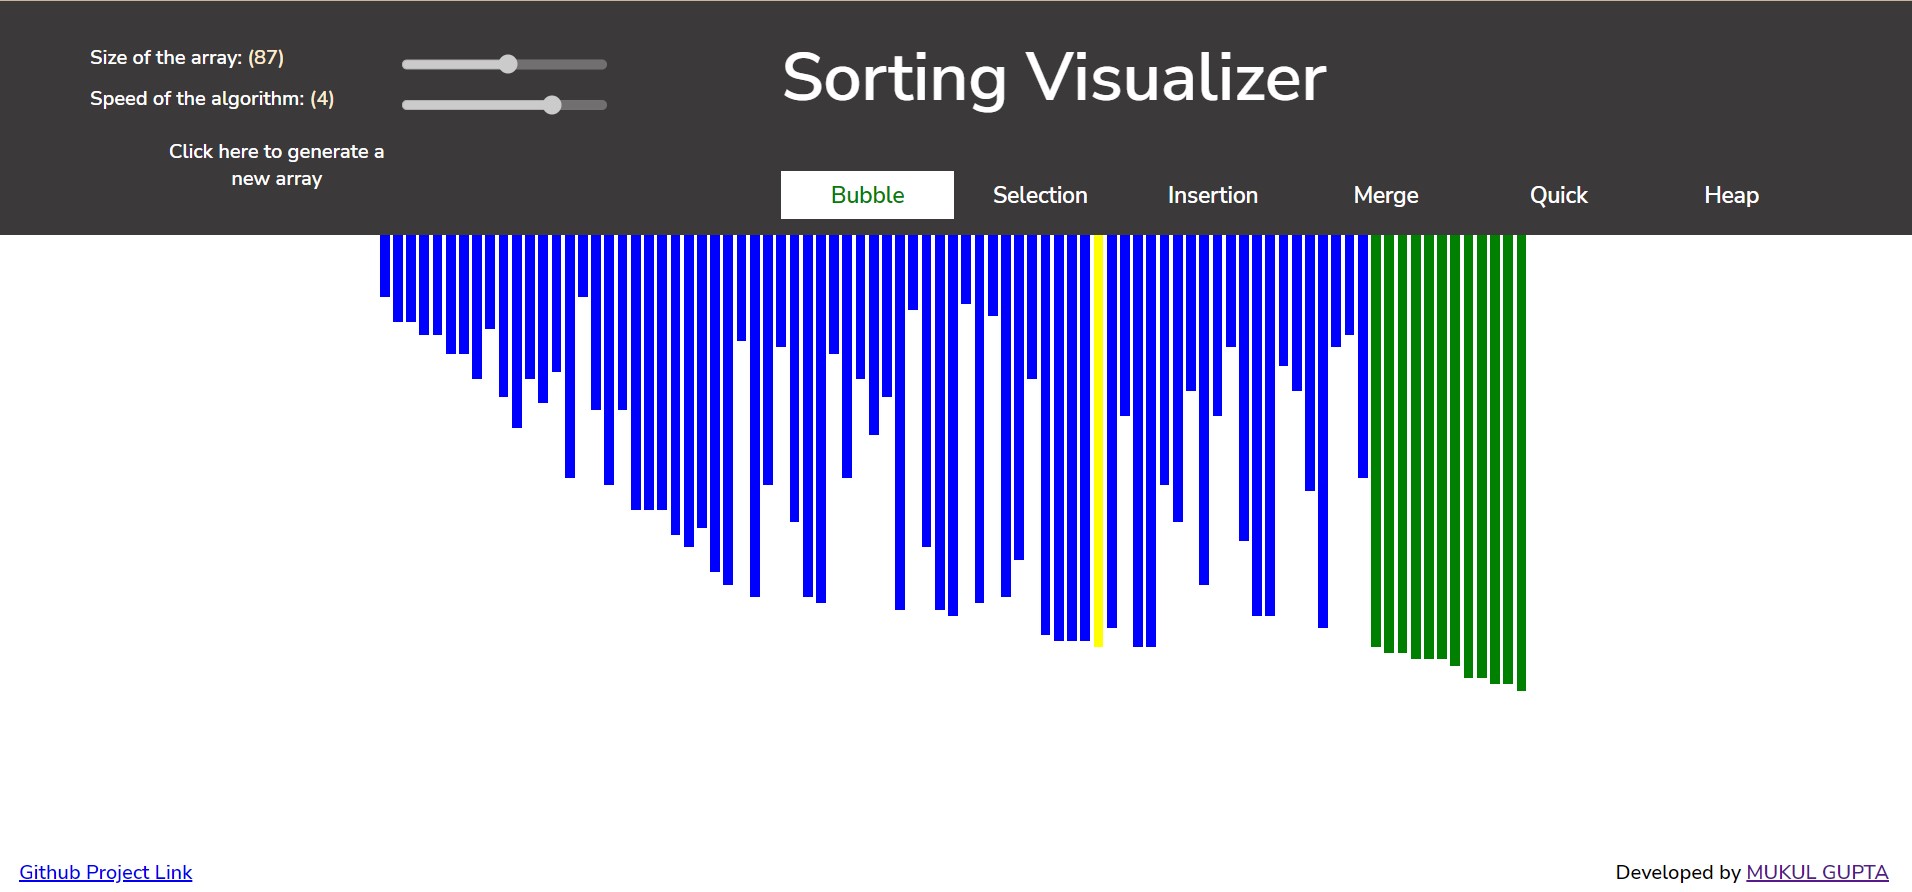 Size of the array: (87)
Speed of the algorithm: (4)
Click here to generate a
new array
Sorting Visualizer
Bubble Selection Insertion Merge Quick Heap
Github Project Link
Developed by MUKUL GUPTA